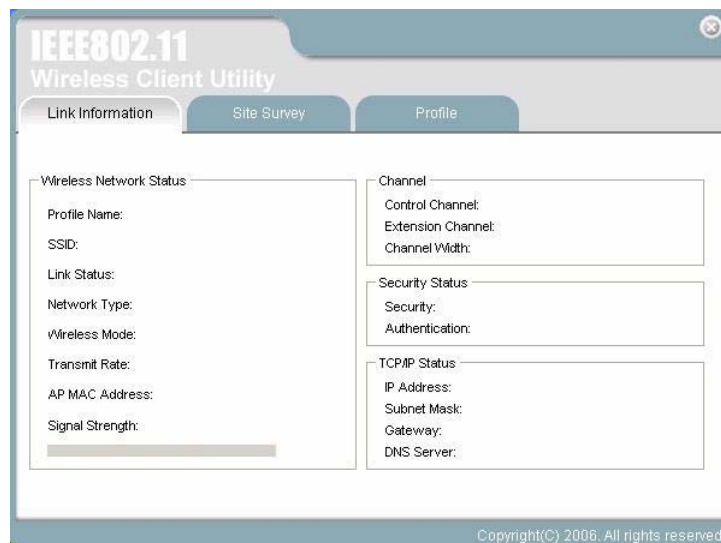 IEEE802.11
Wireless Client Utility
Link Information
Site Survey
Profile
Wireless Network Status
Profile Name:
SSID:
Link Status:
Network Type:
Wireless Mode:
Transmit Rate:
AP MAC Address:
Signal Strength:
Channel
Control Channel:
Extension Channel:
Channel Width:
Security Status
Security:
Authentication:
TCP/IP Status
IP Address:
Subnet Mask:
Gateway:
DNS Server:
Copyright(C) 2006. All rights reserved